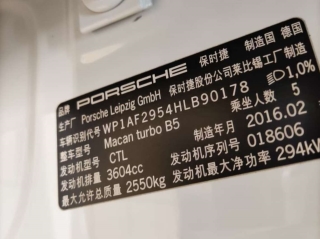 品牌 PORSCHE 保时捷 制造国 德国
生产厂 Porsche Leipzig GmbH 保时捷股份公司莱比锡工厂制造
车辆识别代号 WP1AF2954HLB90178 1,0%
整车型号 Macan turbo B5 乘坐人数 5
发动机型号 CTL 制造年月 2016.02
发动机排量 3604cc 发动机序列号 018606
最大允许总质量 2550kg 发动机最大净功率 294kW